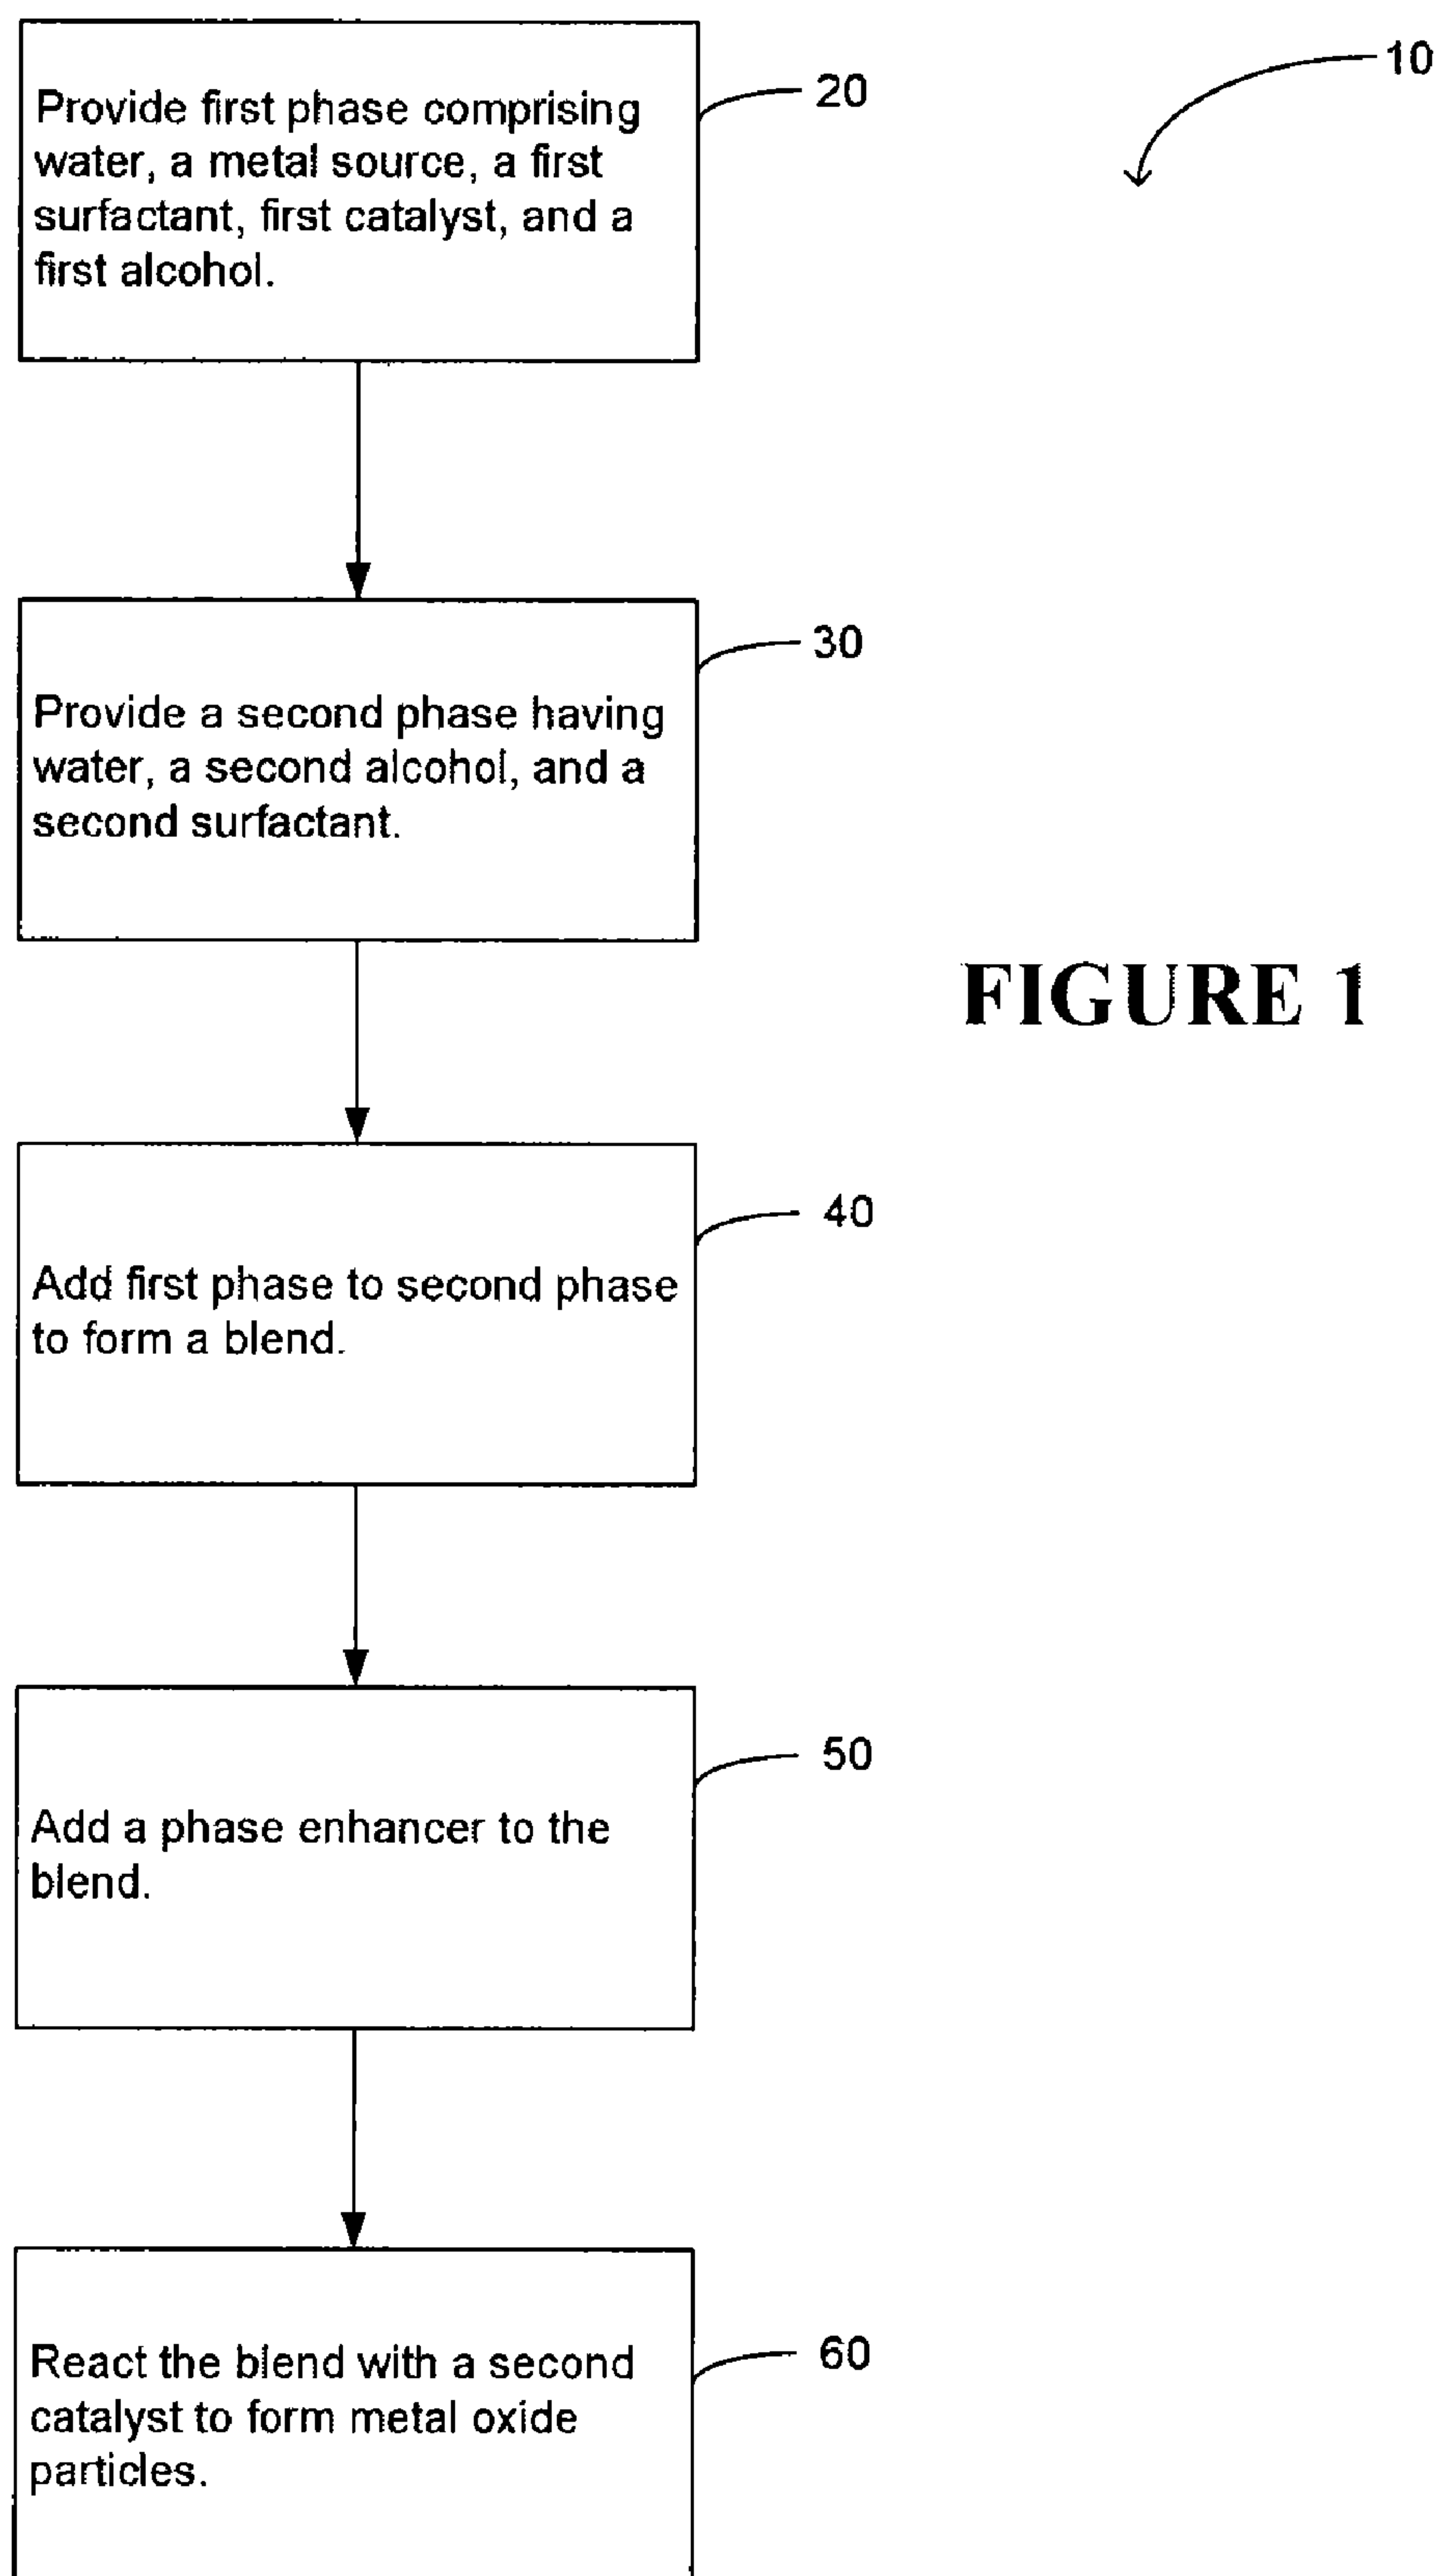 10
Provide first phase comprising
water, a metal source, a first
surfactant, first catalyst, and a
first alcohol.
20
Provide a second phase having
water, a second alcohol, and a
second surfactant.
30
FIGURE 1
Add first phase to second phase
to form a blend.
40
Add a phase enhancer to the
blend.
50
React the blend with a second
catalyst to form metal oxide
particles.
60